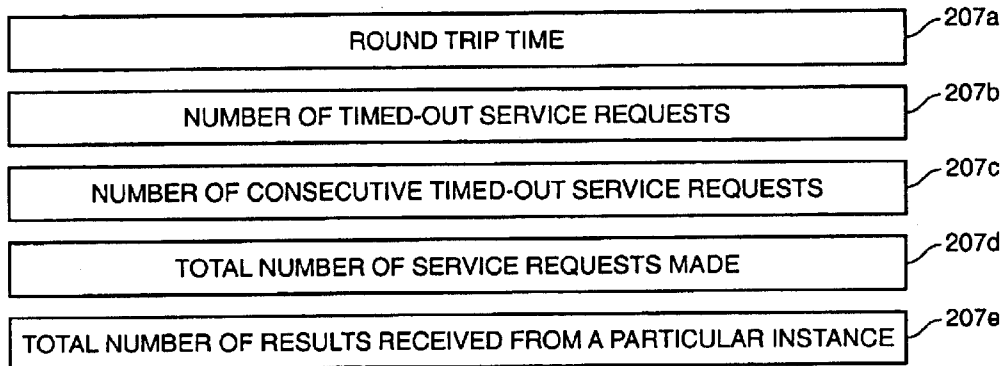 207a
ROUND TRIP TIME
207b
NUMBER OF TIMED-OUT SERVICE REQUESTS
207c
NUMBER OF CONSECUTIVE TIMED-OUT SERVICE REQUESTS
207d
TOTAL NUMBER OF SERVICE REQUESTS MADE
207e
TOTAL NUMBER OF RESULTS RECEIVED FROM A PARTICULAR INSTANCE